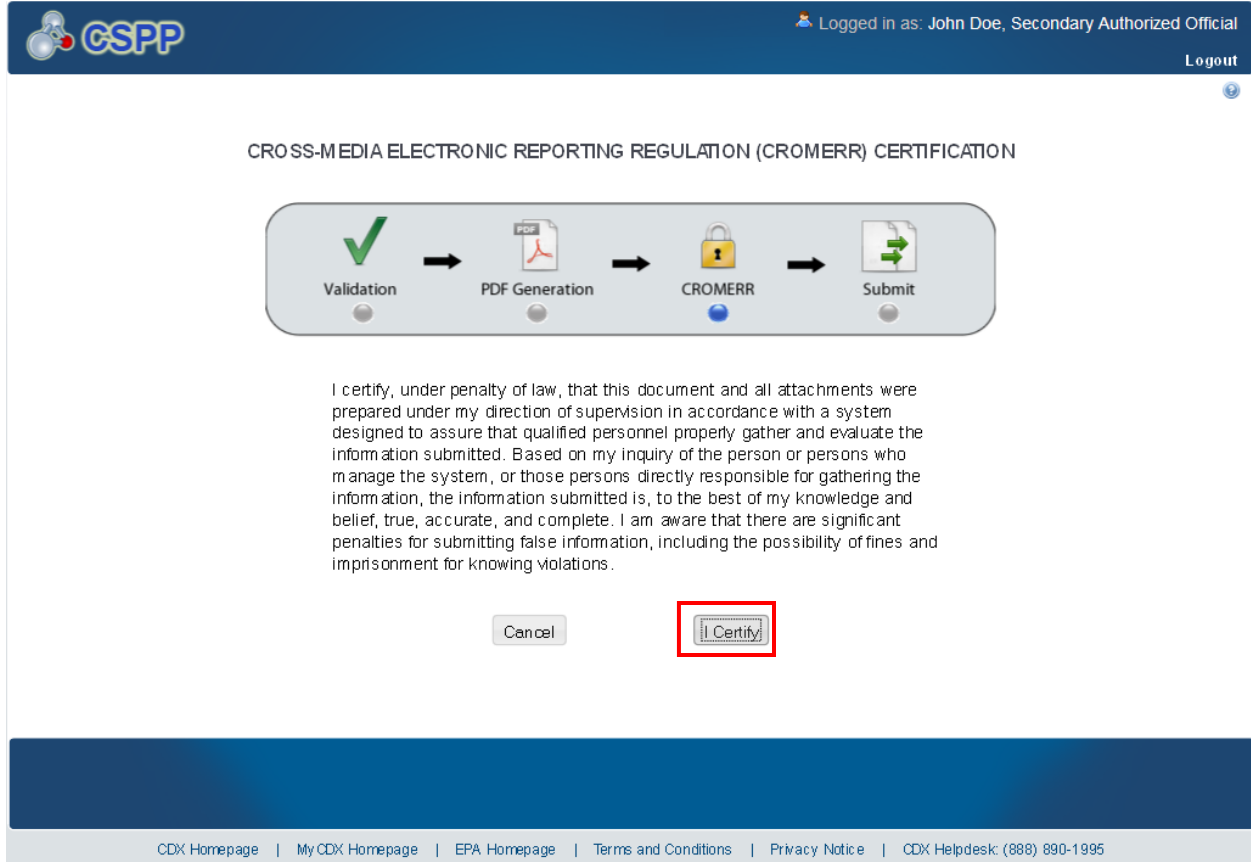 CSPP
Logged in as: John Doe, Secondary Authorized Official
Logout
CROSS-MEDIA ELECTRONIC REPORTING REGULATION (CROMERR) CERTIFICATION
PDF
Validation PDF Generation CROMERR Submit
I certify, under penalty of law, that this document and all attachments were
prepared under my direction of supervision in accordance with a system
designed to assure that qualified personnel properly gather and evaluate the
information submitted. Based on my inquiry of the person or persons who
manage the system, or those persons directly responsible for gathering the
information, the information submitted is, to the best of my knowledge and
belief, true, accurate, and complete. I am aware that there are significant
penalties for submitting false information, including the possibility of fines and
imprisonment for knowing violations.
Cancel I Certify
CDX Homepage | MyCDX Homepage | EPA Homepage | Terms and Conditions | Privacy Notice | CDX Helpdesk: (888) 890-1995